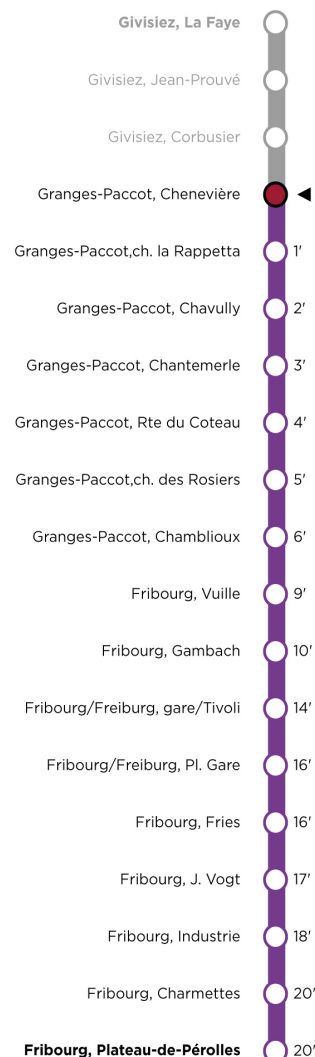 Givisiez, La Faye
Givisiez, Jean-Prouvé
Givisiez, Corbusier
Granges-Paccot, Chenevière
Granges-Paccot,ch. la Rappetta 1'
Granges-Paccot, Chavully 2'
Granges-Paccot, Chantemerle 3'
Granges-Paccot, Rte du Coteau 4'
Granges-Paccot,ch. des Rosiers 5'
Granges-Paccot, Chamblioux 6'
Fribourg, Vuille 9'
Fribourg, Gambach 10'
Fribourg/Freiburg, gare/Tivoli 14'
Fribourg/Freiburg, Pl. Gare 16'
Fribourg, Fries 16'
Fribourg, J. Vogt 17'
Fribourg, Industrie 18'
Fribourg, Charmettes 20'
Fribourg, Plateau-de-Pérolles 20'